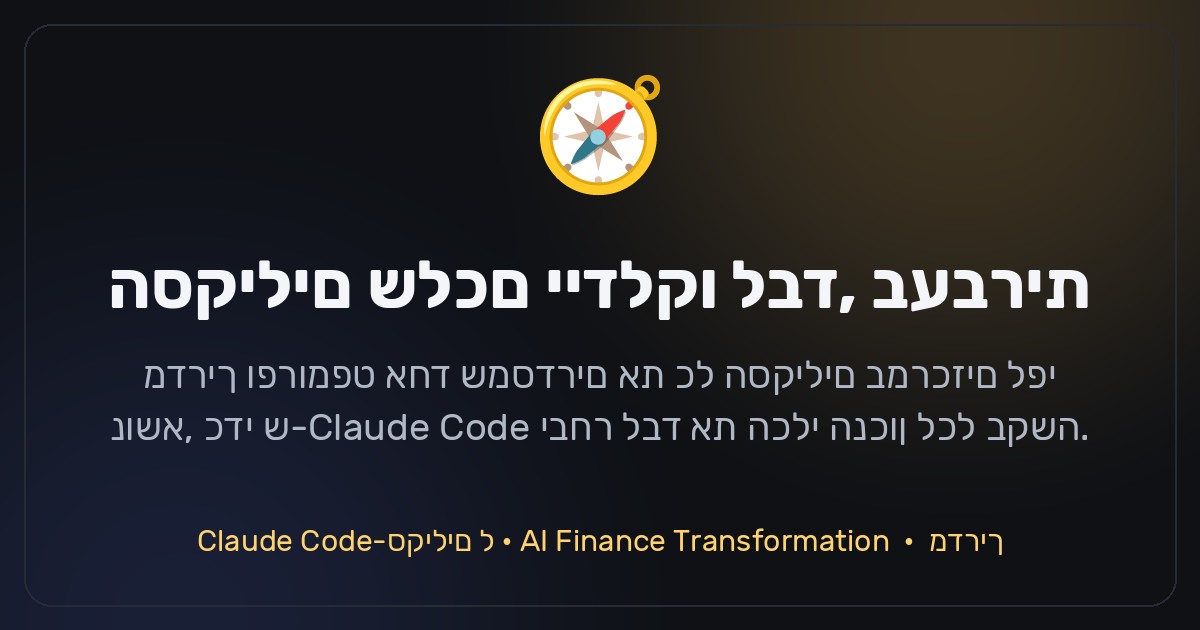 הסקילים שלכם יידלקו לבד, בעברית
מדריך ופרומפט אחד שמסדרים את כל הסקילים במרכזים לפי
נושא, כדי ש-Claude Code יבחר לבד את הכלי הנכון לכל בקשה.
Claude Code-סקילים ל • AI Finance Transformation • מדריך